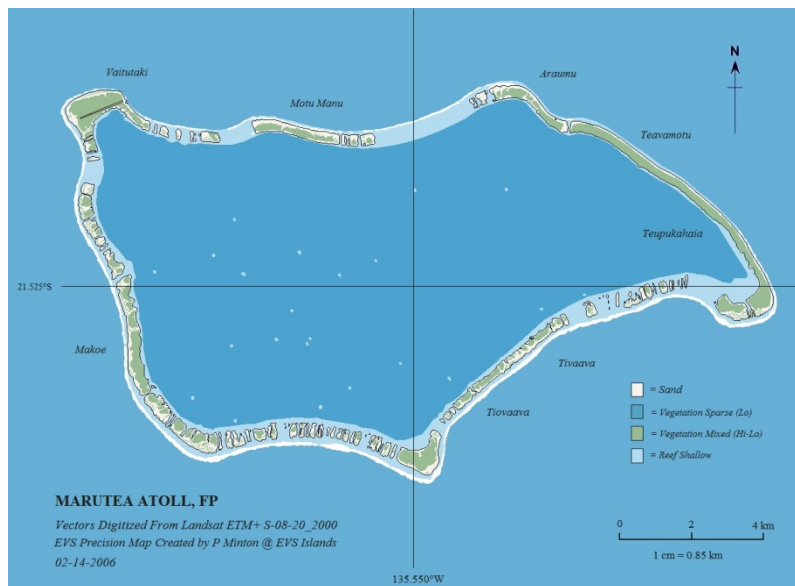 Vaitutaki
Motu Manu
Araumu
N
Teavamotu
Teupukahaia
21.525°S
Makoe
Tivaava
Tiovaava
= Sand
= Vegetation Sparse (Lo)
= Vegetation Mixed (Hi-Lo)
= Reef Shallow
MARUTEA ATOLL, FP
Vectors Digitized From Landsat ETM+ S-08-20_2000
EVS Precision Map Created by P Minton @ EVS Islands
02-14-2006
0 2 4 km
1 cm = 0.85 km
135.550°W